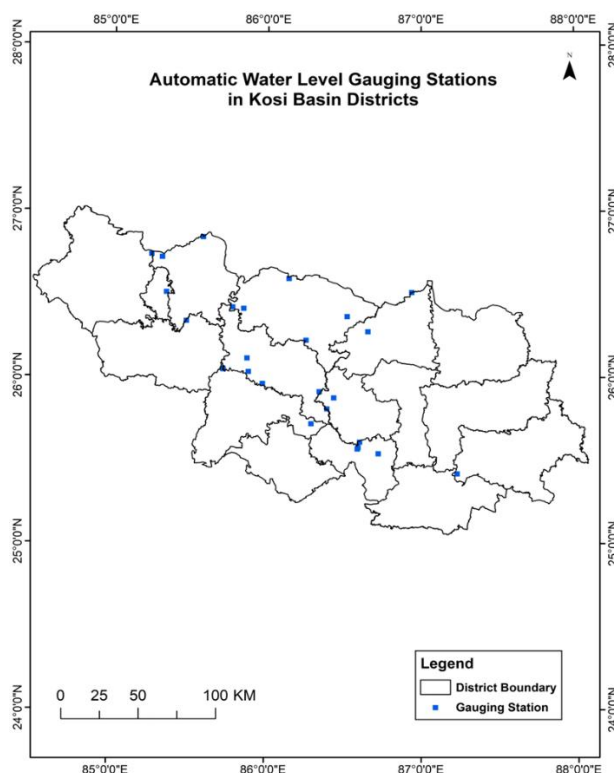 85°0'0"E 86°0'0"E 87°0'0"E 88°0'0"E
28°0'0"N 28°0'0"N
N
Automatic Water Level Gauging Stations
in Kosi Basin Districts
27°0'0"N 27°0'0"N
26°0'0"N 26°0'0"N
25°0'0"N 25°0'0"N
Legend
District Boundary
Gauging Station
0 25 50 100 KM
24°0'0"N 24°0'0"N
85°0'0"E 86°0'0"E 87°0'0"E 88°0'0"E